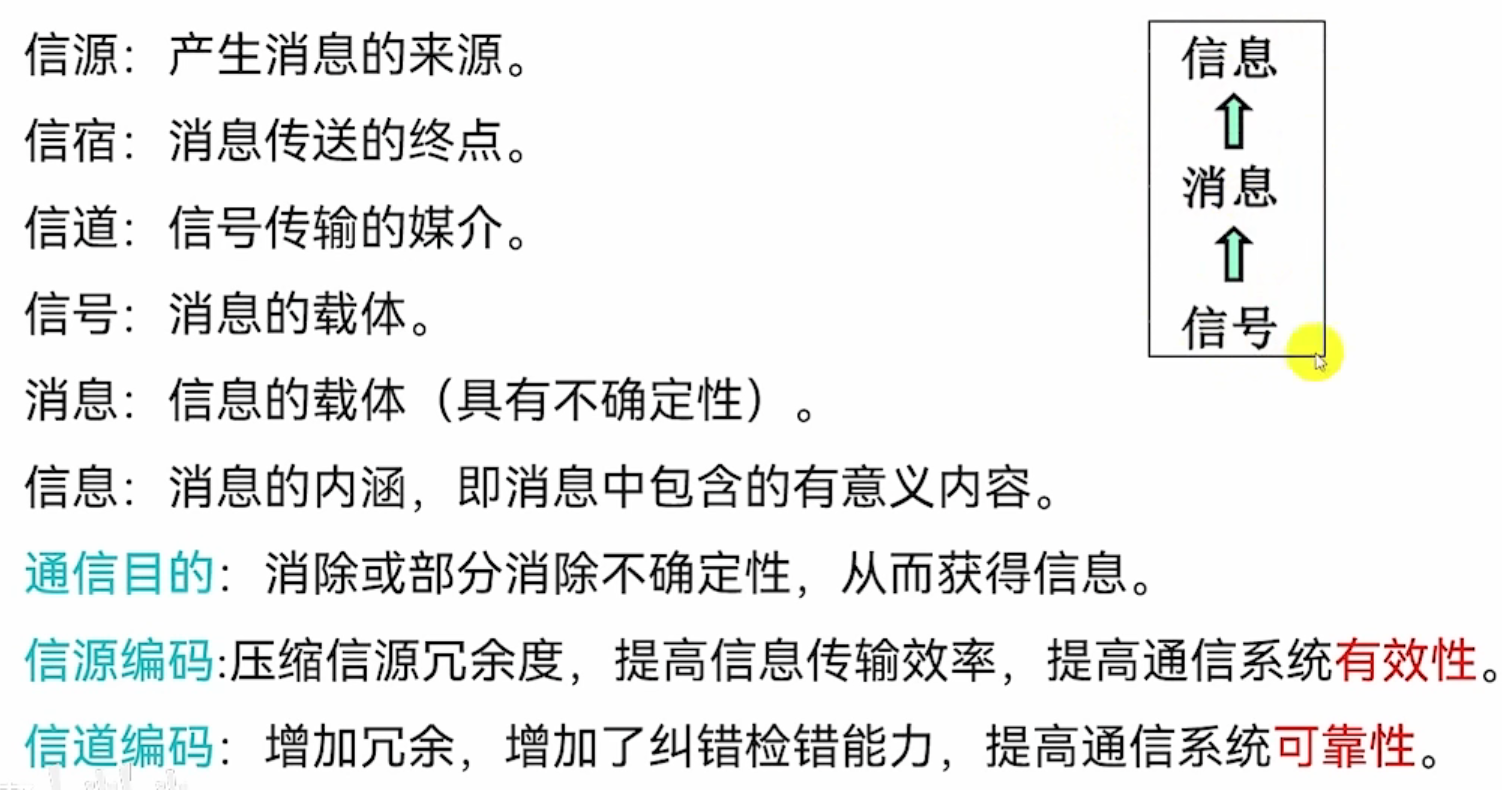 信源：产生消息的来源。
信宿：消息传送的终点。
信道：信号传输的媒介。
信号：消息的载体。
消息：信息的载体（具有不确定性）。
信息：消息的内涵，即消息中包含的有意义内容。
通信目的：消除或部分消除不确定性，从而获得信息。
信源编码:压缩信源冗余度，提高信息传输效率，提高通信系统有效性。
信道编码：增加冗余，增加了纠错检错能力，提高通信系统可靠性。
信息
消息
信号